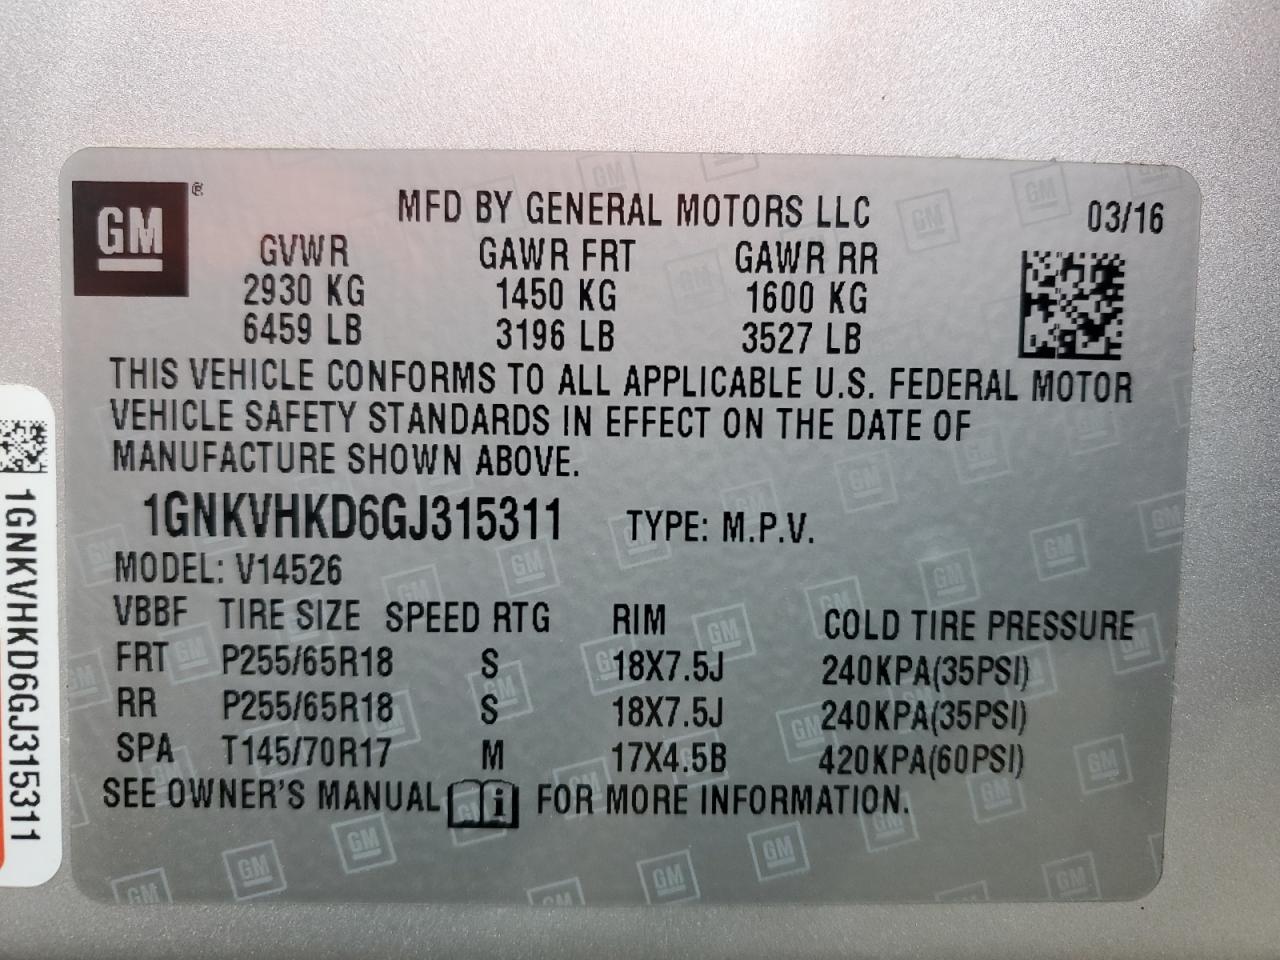 GM ®
MFD BY GENERAL MOTORS LLC
03/16
GVWR GAWR FRT GAWR RR
2930 KG 1450 KG 1600 KG
6459 LB 3196 LB 3527 LB
THIS VEHICLE CONFORMS TO ALL APPLICABLE U.S. FEDERAL MOTOR
VEHICLE SAFETY STANDARDS IN EFFECT ON THE DATE OF
MANUFACTURE SHOWN ABOVE.
1GNKVHKD6GJ315311 TYPE: M.P.V.
MODEL: V14526
VBBF TIRE SIZE SPEED RTG RIM COLD TIRE PRESSURE
FRT P255/65R18 S 18X7.5J 240KPA(35PSI)
RR P255/65R18 S 18X7.5J 240KPA(35PSI)
SPA T145/70R17 M 17X4.5B 420KPA(60PSI)
SEE OWNER'S MANUAL i FOR MORE INFORMATION.
1GNKVHKD6GJ315311